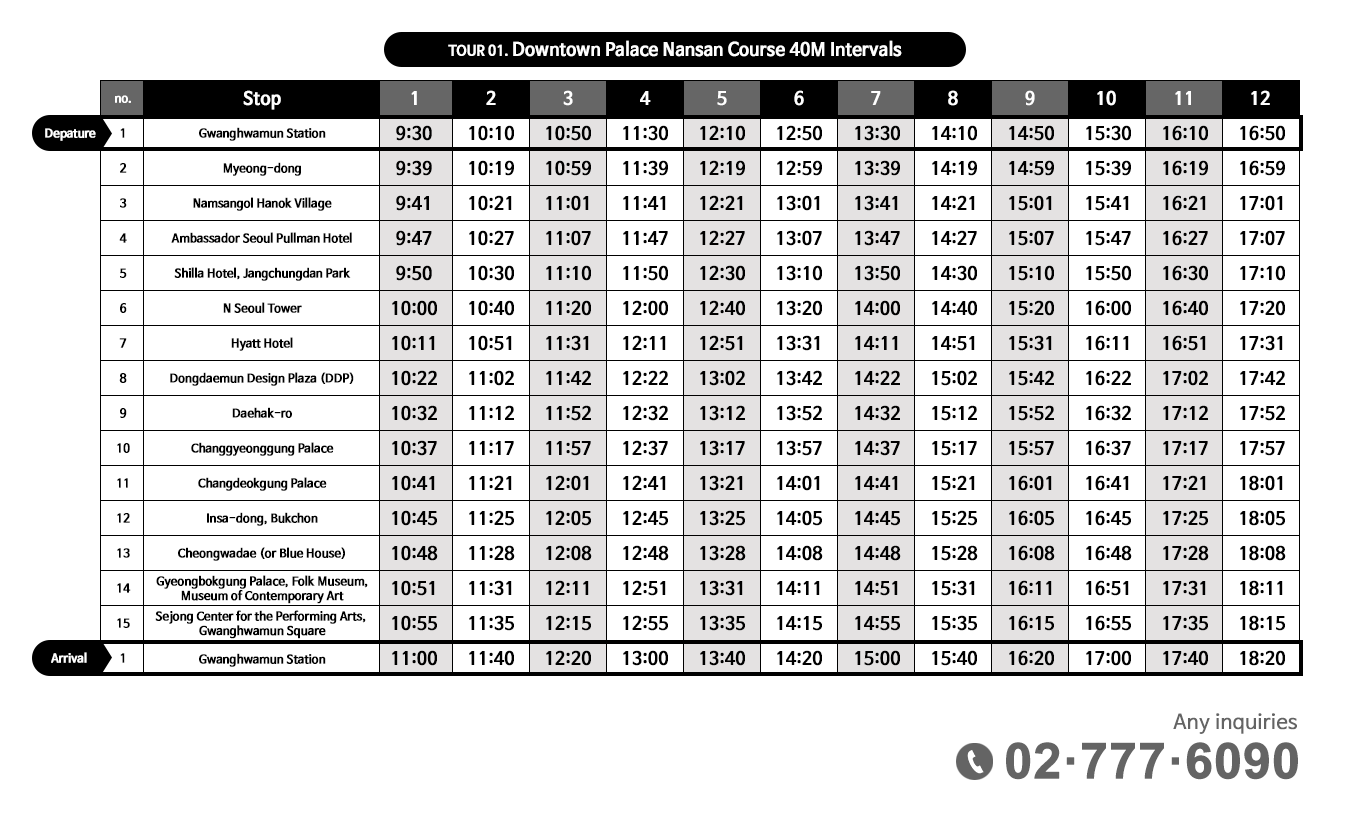 TOUR 01. Downtown Palace Nansan Course 40M Intervals
no. Stop 1 2 3 4 5 6 7 8 9 10 11 12
Depature 1 Gwanghwamun Station 9:30 10:10 10:50 11:30 12:10 12:50 13:30 14:10 14:50 15:30 16:10 16:50
2 Myeong-dong 9:39 10:19 10:59 11:39 12:19 12:59 13:39 14:19 14:59 15:39 16:19 16:59
3 Namsangol Hanok Village 9:41 10:21 11:01 11:41 12:21 13:01 13:41 14:21 15:01 15:41 16:21 17:01
4 Ambassador Seoul Pullman Hotel 9:47 10:27 11:07 11:47 12:27 13:07 13:47 14:27 15:07 15:47 16:27 17:07
5 Shilla Hotel, Jangchungdan Park 9:50 10:30 11:10 11:50 12:30 13:10 13:50 14:30 15:10 15:50 16:30 17:10
6 N Seoul Tower 10:00 10:40 11:20 12:00 12:40 13:20 14:00 14:40 15:20 16:00 16:40 17:20
7 Hyatt Hotel 10:11 10:51 11:31 12:11 12:51 13:31 14:11 14:51 15:31 16:11 16:51 17:31
8 Dongdaemun Design Plaza (DDP) 10:22 11:02 11:42 12:22 13:02 13:42 14:22 15:02 15:42 16:22 17:02 17:42
9 Daehak-ro 10:32 11:12 11:52 12:32 13:12 13:52 14:32 15:12 15:52 16:32 17:12 17:52
10 Changgyeonggung Palace 10:37 11:17 11:57 12:37 13:17 13:57 14:37 15:17 15:57 16:37 17:17 17:57
11 Changdeokgung Palace 10:41 11:21 12:01 12:41 13:21 14:01 14:41 15:21 16:01 16:41 17:21 18:01
12 Insa-dong, Bukchon 10:45 11:25 12:05 12:45 13:25 14:05 14:45 15:25 16:05 16:45 17:25 18:05
13 Cheongwadae (or Blue House) 10:48 11:28 12:08 12:48 13:28 14:08 14:48 15:28 16:08 16:48 17:28 18:08
14 Gyeongbokgung Palace, Folk Museum,
Museum of Contemporary Art 10:51 11:31 12:11 12:51 13:31 14:11 14:51 15:31 16:11 16:51 17:31 18:11
15 Sejong Center for the Performing Arts,
Gwanghwamun Square 10:55 11:35 12:15 12:55 13:35 14:15 14:55 15:35 16:15 16:55 17:35 18:15
Arrival 1 Gwanghwamun Station 11:00 11:40 12:20 13:00 13:40 14:20 15:00 15:40 16:20 17:00 17:40 18:20
Any inquiries
02·777·6090